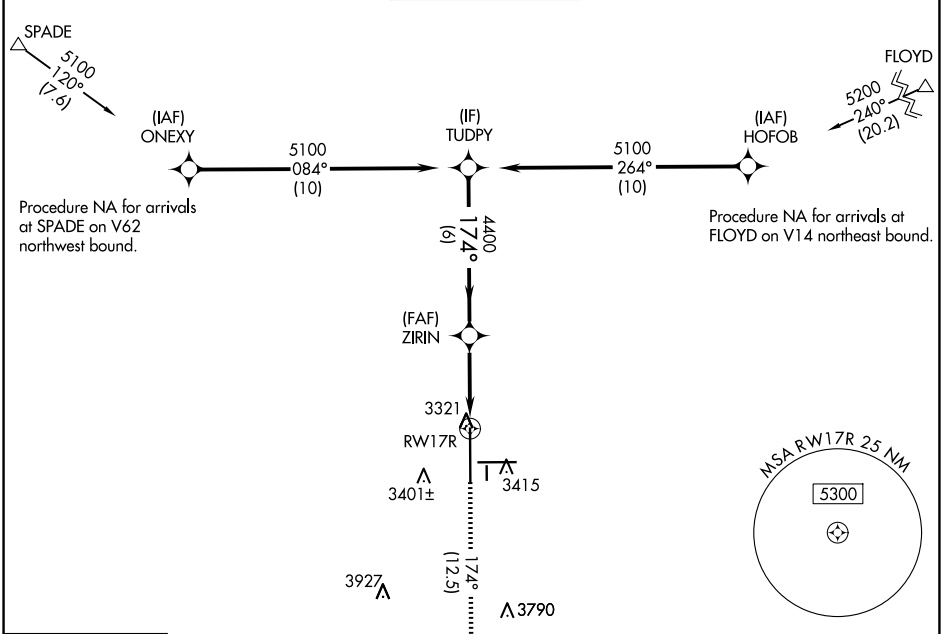 SPADE
5100
120°
(7.6)
(IAF)
ONEXY
5100
084°
(10)
(IF)
TUDPY
5100
264°
(10)
(IAF)
HOFOB
FLOYD
5200
240°
(20.2)
Procedure NA for arrivals
at SPADE on V62
northwest bound.
Procedure NA for arrivals at
FLOYD on V14 northeast bound.
4400
174°
(6)
(FAF)
ZIRIN
3321
RW17R
3401±
3415
174°
(12.5)
3927
3790
MSA RW17R 25 NM
5300